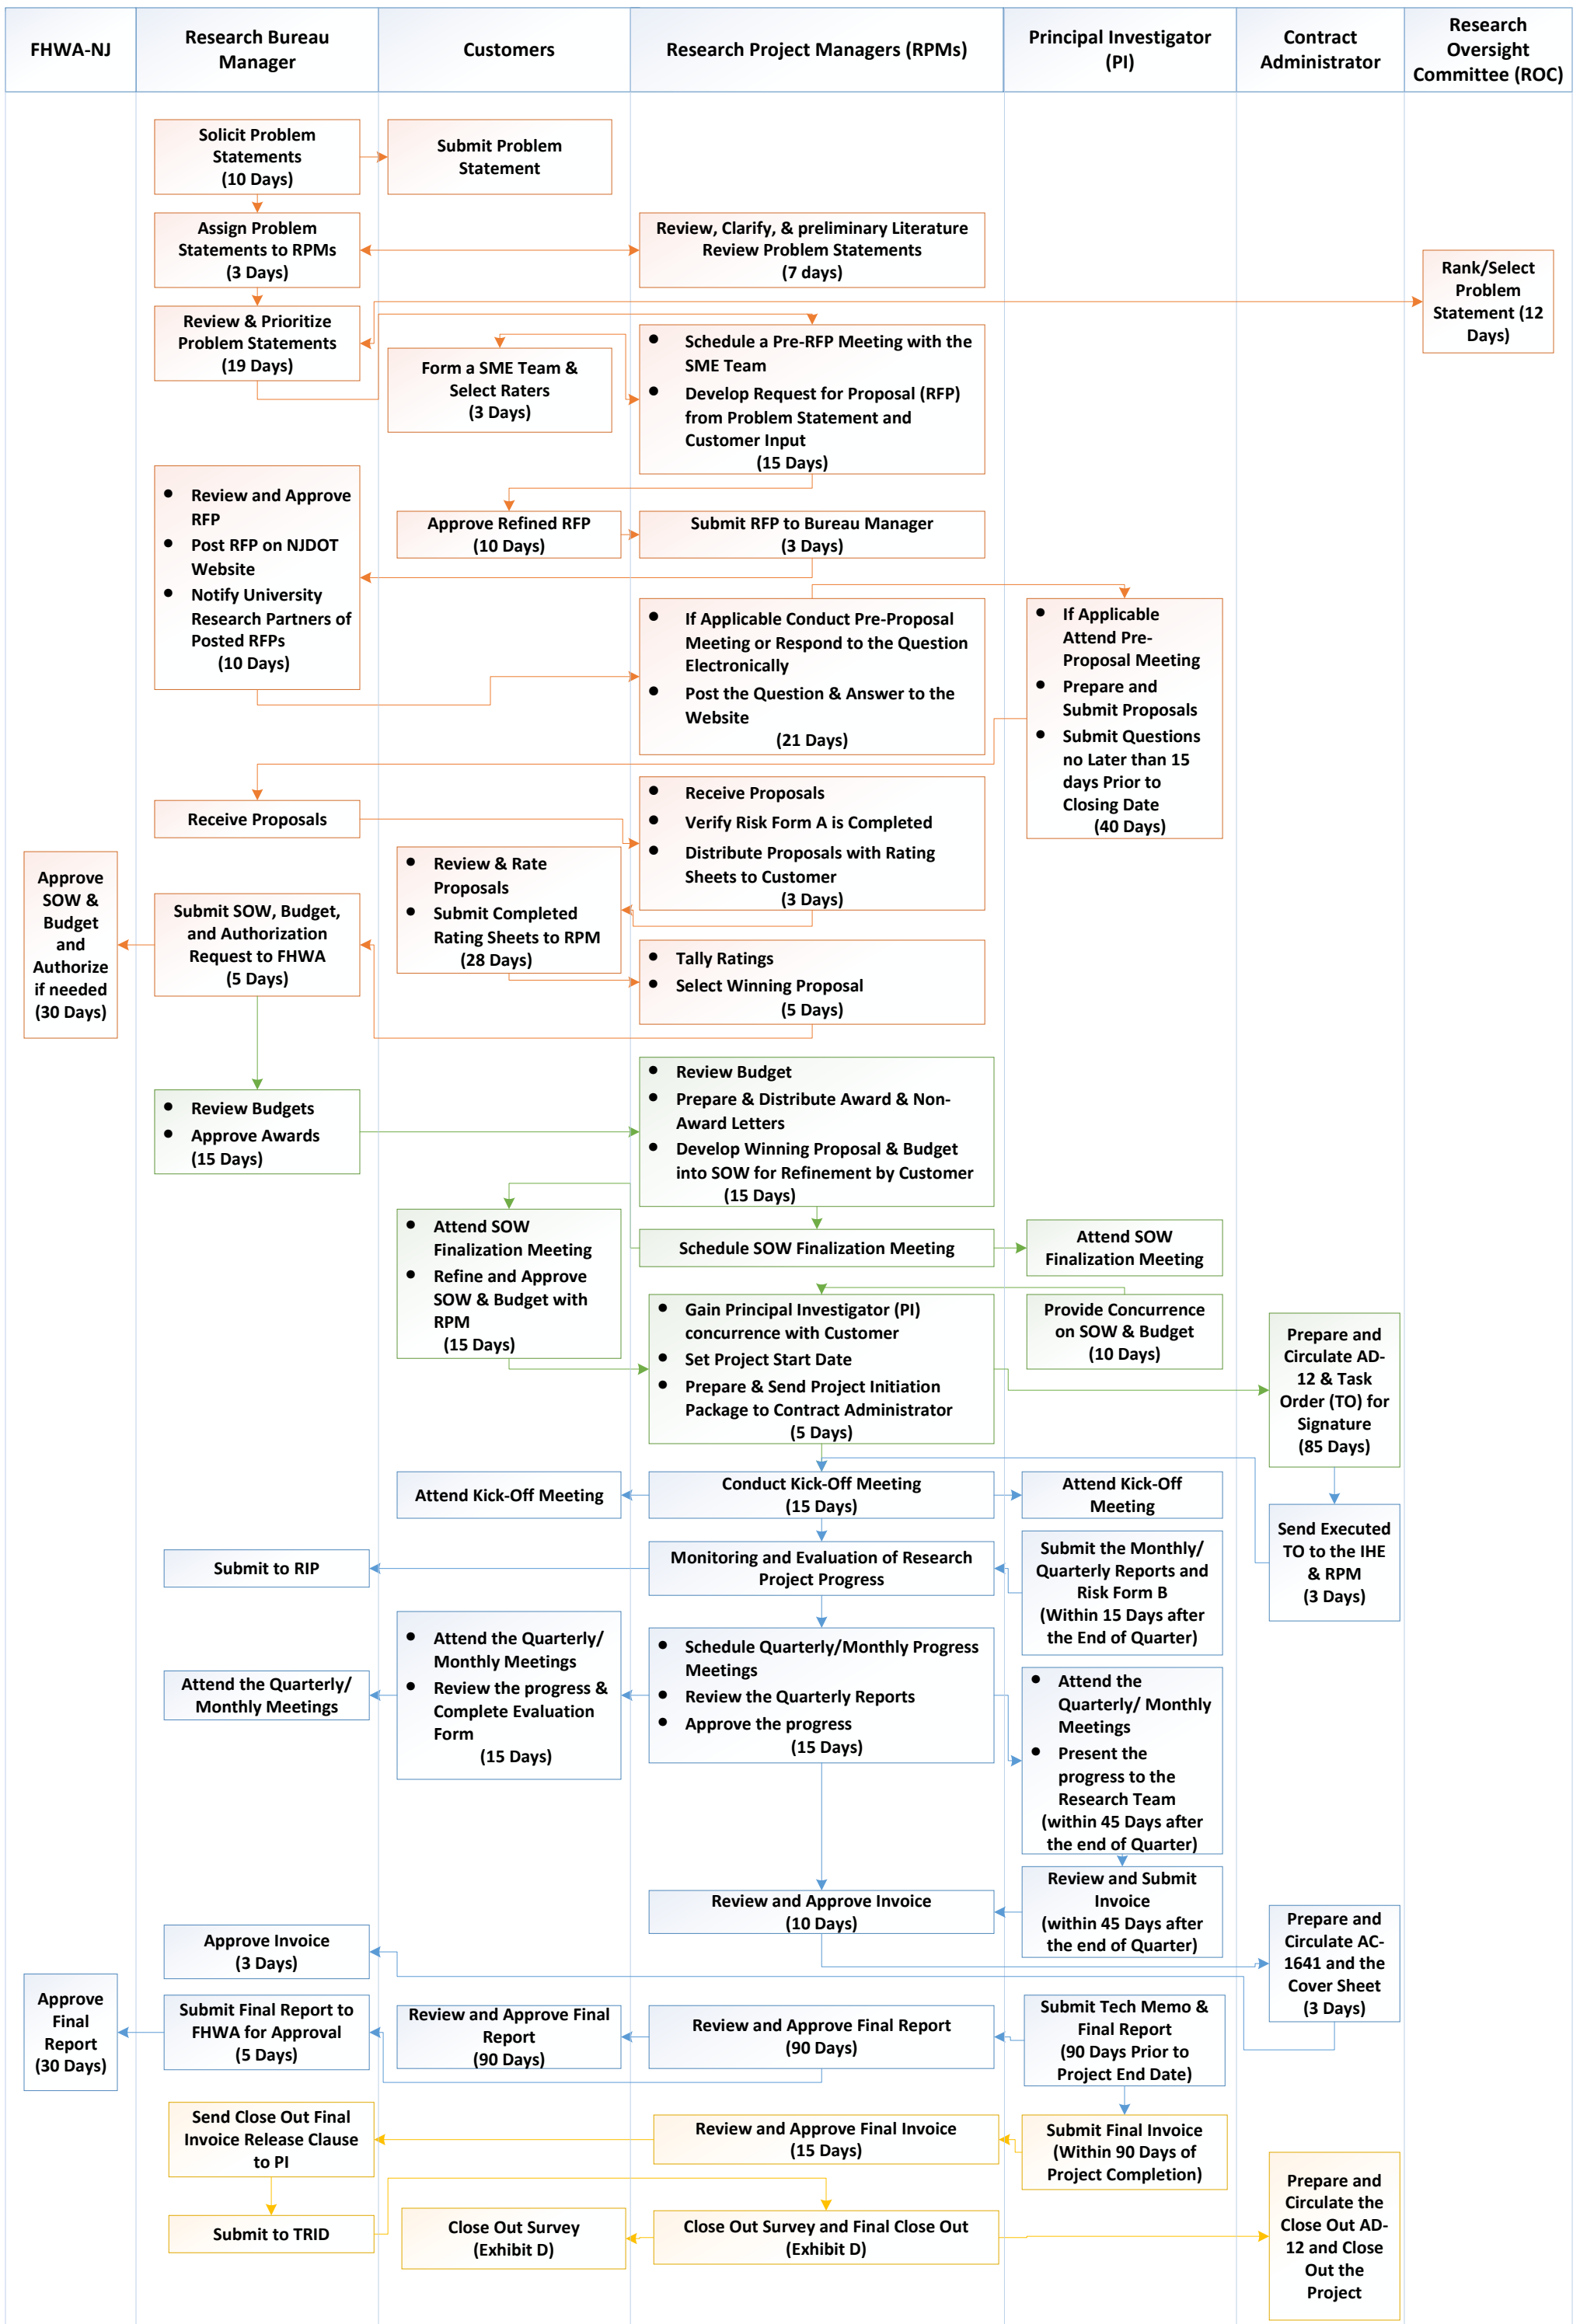 FHWA-NJ
Research Bureau
Manager
Customers
Research Project Managers (RPMs)
Principal Investigator
(PI)
Contract
Administrator
Research
Oversight
Committee (ROC)
Solicit Problem
Statements
(10 Days)
Submit Problem
Statement
Assign Problem
Statements to RPMs
(3 Days)
Review, Clarify, & preliminary Literature
Review Problem Statements
(7 days)
Rank/Select
Problem
Statement (12
Days)
Review & Prioritize
Problem Statements
(19 Days)
Form a SME Team &
Select Raters
(3 Days)
● Schedule a Pre-RFP Meeting with the
SME Team
● Develop Request for Proposal (RFP)
from Problem Statement and
Customer Input
(15 Days)
● Review and Approve
RFP
● Post RFP on NJDOT
Website
● Notify University
Research Partners of
Posted RFPs
(10 Days)
Approve Refined RFP
(10 Days)
Submit RFP to Bureau Manager
(3 Days)
● If Applicable Conduct Pre-Proposal
Meeting or Respond to the Question
Electronically
● Post the Question & Answer to the
Website
(21 Days)
● If Applicable
Attend Pre-
Proposal Meeting
● Prepare and
Submit Proposals
● Submit Questions
no Later than 15
days Prior to
Closing Date
(40 Days)
Receive Proposals
● Receive Proposals
● Verify Risk Form A is Completed
● Distribute Proposals with Rating
Sheets to Customer
(3 Days)
Approve
SOW &
Budget
and
Authorize
if needed
(30 Days)
Submit SOW, Budget,
and Authorization
Request to FHWA
(5 Days)
● Review & Rate
Proposals
● Submit Completed
Rating Sheets to RPM
(28 Days)
● Tally Ratings
● Select Winning Proposal
(5 Days)
● Review Budgets
● Approve Awards
(15 Days)
● Review Budget
● Prepare & Distribute Award & Non-
Award Letters
● Develop Winning Proposal & Budget
into SOW for Refinement by Customer
(15 Days)
● Attend SOW
Finalization Meeting
● Refine and Approve
SOW & Budget with
RPM
(15 Days)
Schedule SOW Finalization Meeting
Attend SOW
Finalization Meeting
● Gain Principal Investigator (PI)
concurrence with Customer
● Set Project Start Date
● Prepare & Send Project Initiation
Package to Contract Administrator
(5 Days)
Provide Concurrence
on SOW & Budget
(10 Days)
Prepare and
Circulate AD-
12 & Task
Order (TO) for
Signature
(85 Days)
Attend Kick-Off Meeting
Conduct Kick-Off Meeting
(15 Days)
Attend Kick-Off
Meeting
Send Executed
TO to the IHE
& RPM
(3 Days)
Submit to RIP
Monitoring and Evaluation of Research
Project Progress
Submit the Monthly/
Quarterly Reports and
Risk Form B
(Within 15 Days after
the End of Quarter)
Attend the Quarterly/
Monthly Meetings
● Attend the Quarterly/
Monthly Meetings
● Review the progress &
Complete Evaluation
Form
(15 Days)
● Schedule Quarterly/Monthly Progress
Meetings
● Review the Quarterly Reports
● Approve the progress
(15 Days)
● Attend the
Quarterly/ Monthly
Meetings
● Present the
progress to the
Research Team
(within 45 Days after
the end of Quarter)
Review and Approve Invoice
(10 Days)
Review and Submit
Invoice
(within 45 Days after
the end of Quarter)
Prepare and
Circulate AC-
1641 and the
Cover Sheet
(3 Days)
Approve Invoice
(3 Days)
Approve
Final
Report
(30 Days)
Submit Final Report to
FHWA for Approval
(5 Days)
Review and Approve Final
Report
(90 Days)
Review and Approve Final Report
(90 Days)
Submit Tech Memo &
Final Report
(90 Days Prior to
Project End Date)
Send Close Out Final
Invoice Release Clause
to PI
Review and Approve Final Invoice
(15 Days)
Submit Final Invoice
(Within 90 Days of
Project Completion)
Submit to TRID
Close Out Survey
(Exhibit D)
Close Out Survey and Final Close Out
(Exhibit D)
Prepare and
Circulate the
Close Out AD-
12 and Close
Out the
Project